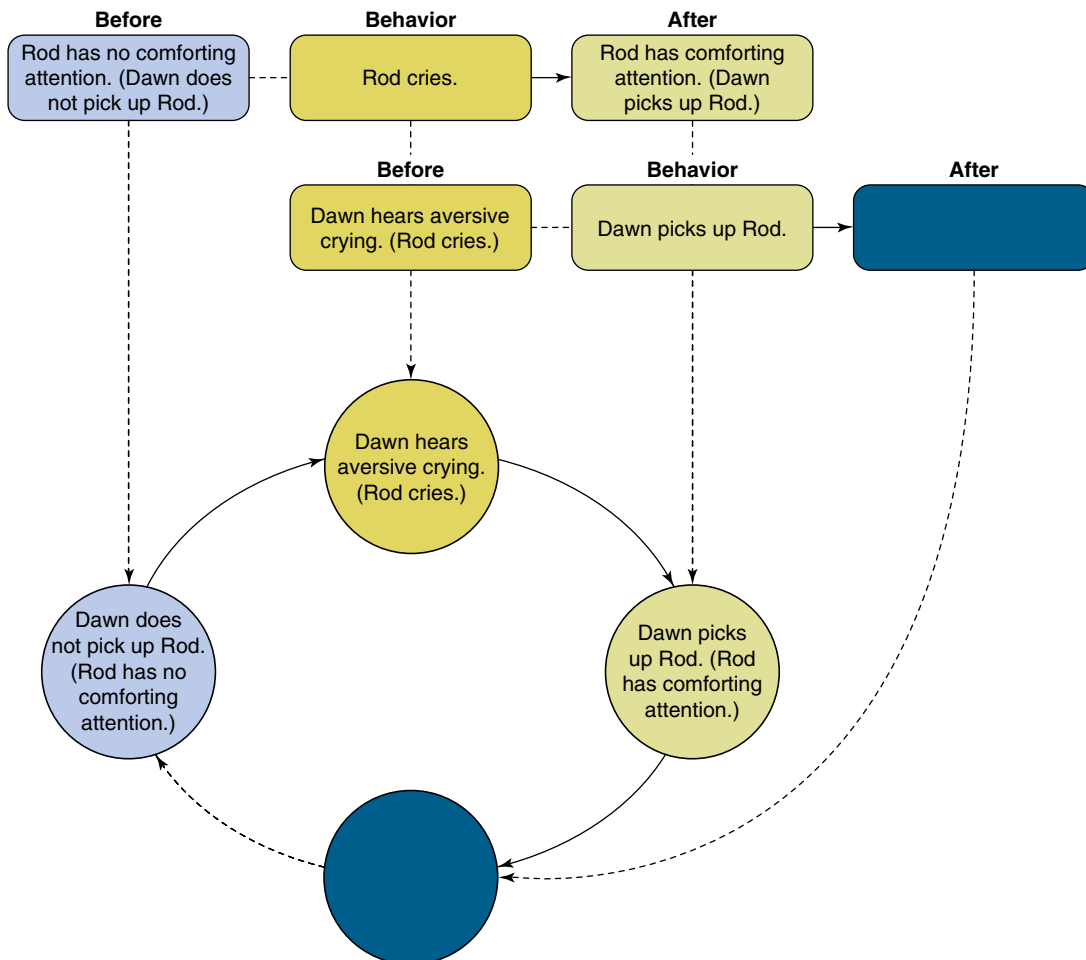 Before
Behavior
After
Rod has no comforting
attention. (Dawn does
not pick up Rod.)
Rod cries.
Rod has comforting
attention. (Dawn
picks up Rod.)
Before
Behavior
After
Dawn hears aversive
crying. (Rod cries.)
Dawn picks up Rod.
Dawn hears
aversive crying.
(Rod cries.)
Dawn does
not pick up Rod.
(Rod has no
comforting
attention.)
Dawn picks
up Rod. (Rod
has comforting
attention.)